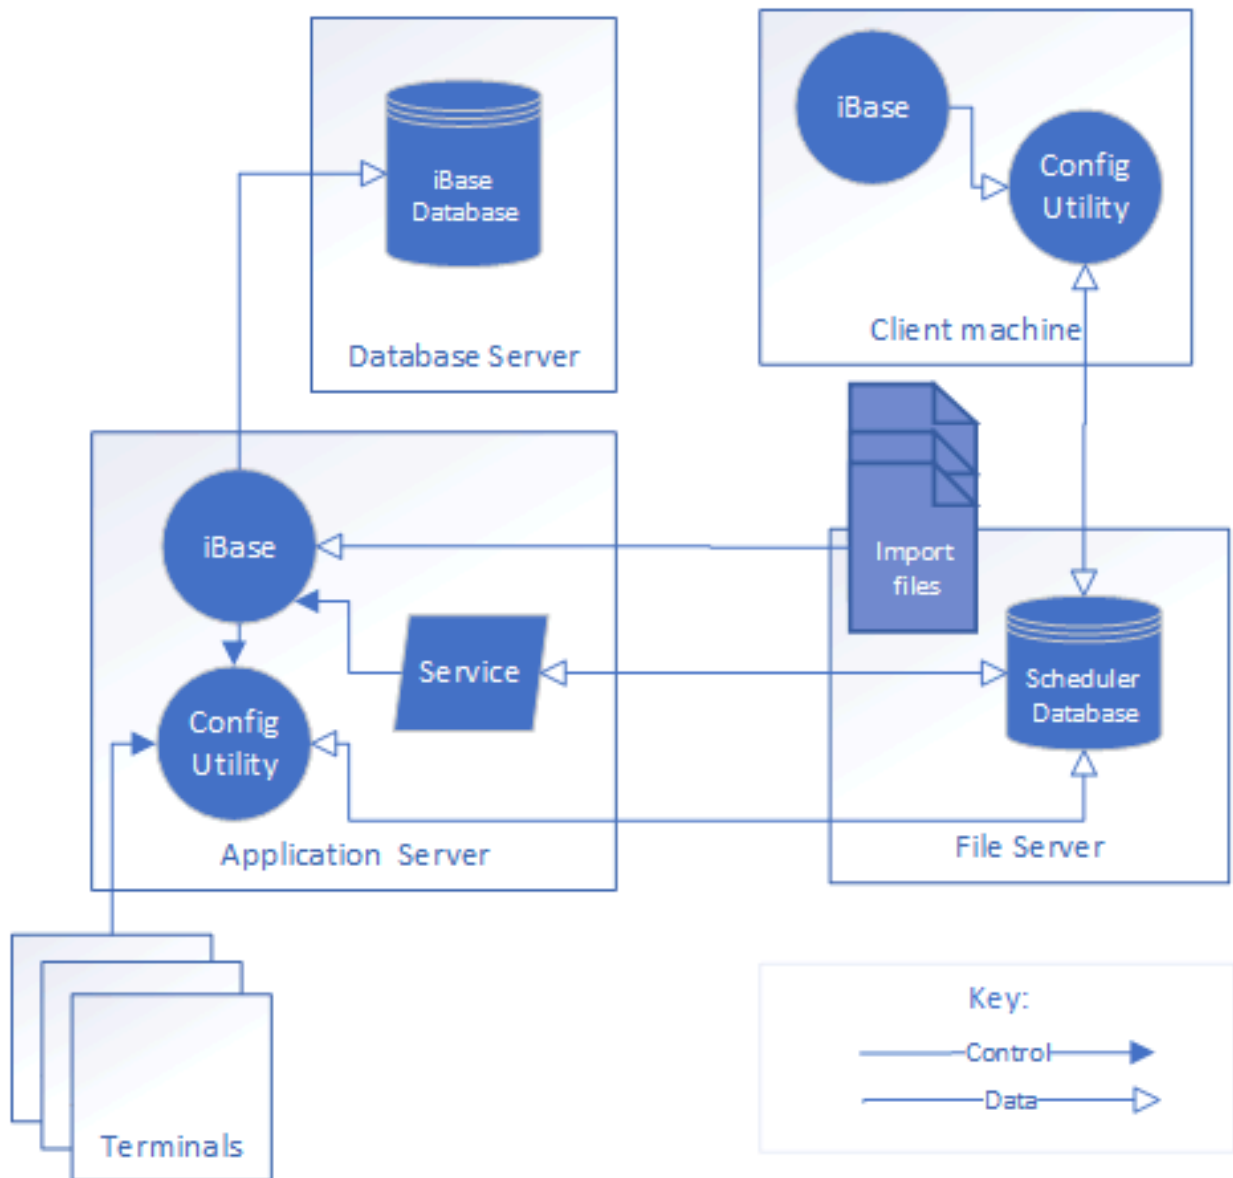 iBase
Database
Database Server
iBase
Config
Utility
Client machine
iBase
Service
Config
Utility
Application Server
Import
files
Scheduler
Database
File Server
Terminals
Key:
Control
Data